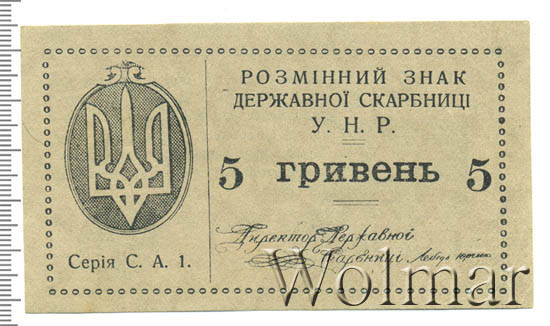 РОЗМІННИЙ ЗНАК
ДЕРЖАВНОЇ СКАРБНИЦІ
У. Н. Р.
5 гривень 5
Директор Державної
Скарбниці
Серія С. А. 1.
Wolmar